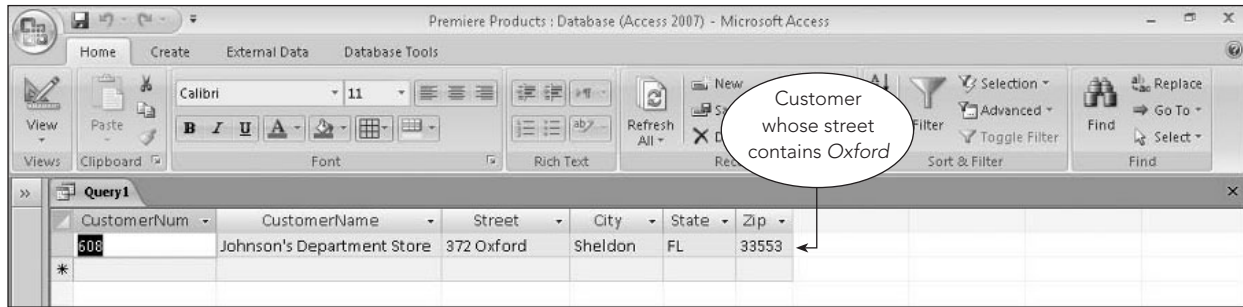 Premiere Products : Database (Access 2007) - Microsoft Access
Home Create External Data Database Tools
View
Paste
Calibri 11
B I U A
ab
Refresh All
New
Filter
Selection
Advanced
Toggle Filter
Find
Replace
Go To
Select
Views Clipboard Font Rich Text Sort & Filter Find
Customer
whose street
contains Oxford
Query1
CustomerNum CustomerName Street City State Zip
608 Johnson's Department Store 372 Oxford Sheldon FL 33553